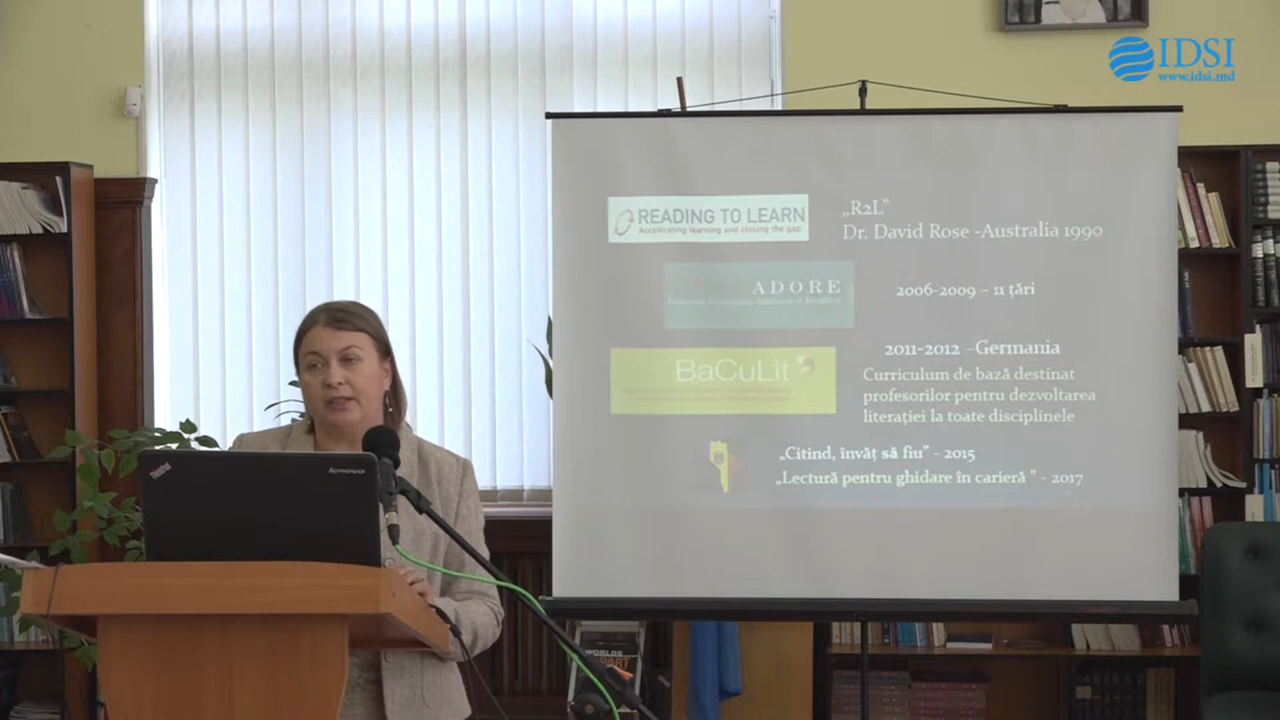 IDSI
www.idsi.md
READING TO LEARN
Accelerating learning and closing the gap
„R2L”
Dr. David Rose -Australia 1990
ADORE
2006-2009 – 11 țări
BaCuLit
2011-2012 –Germania
Curriculum de bază destinat
profesorilor pentru dezvoltarea
literației la toate disciplinele
„Citind, învăț să fiu” - 2015
„Lectură pentru ghidare în carieră ” - 2017
ThinkPad
lenovo
WORLDS